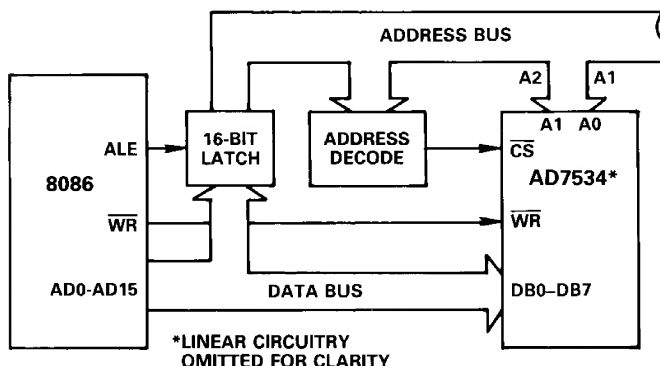 ADDRESS BUS
A2
A1
ALE
16-BIT
LATCH
ADDRESS
DECODE
A1
A0
CS
8086
AD7534*
WR
WR
AD0-AD15
DATA BUS
DB0–DB7
*LINEAR CIRCUITRY
OMITTED FOR CLARITY